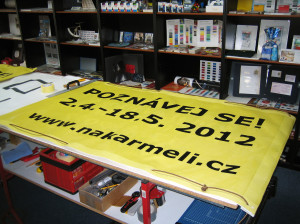 POZNÁVEJ SE!
2.4.-18.5. 2012
www.nakarmeli.cz